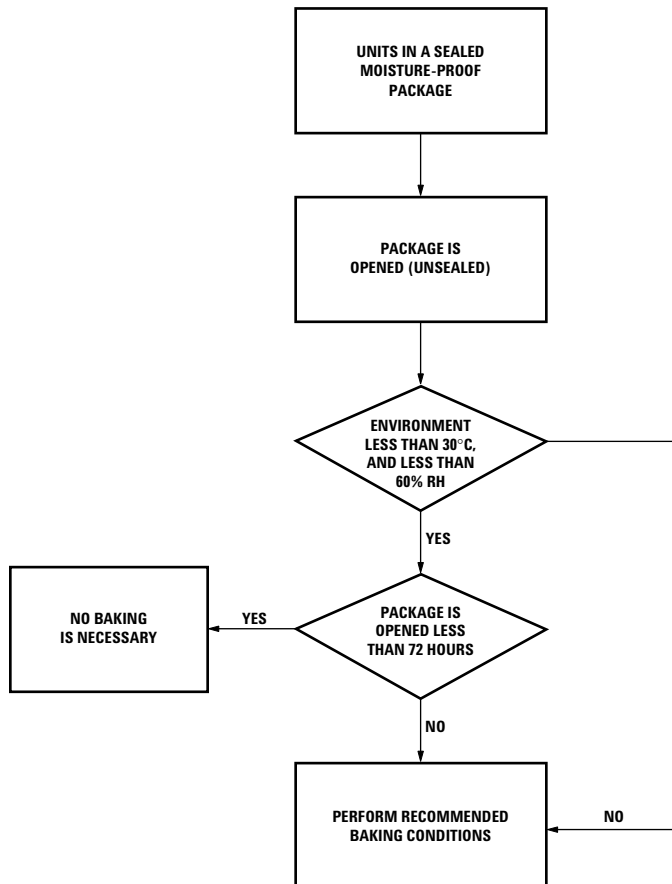 UNITS IN A SEALED
MOISTURE-PROOF
PACKAGE
PACKAGE IS
OPENED (UNSEALED)
ENVIRONMENT
LESS THAN 30°C,
AND LESS THAN
60% RH
YES
PACKAGE IS
OPENED LESS
THAN 72 HOURS
YES
NO BAKING
IS NECESSARY
NO
PERFORM RECOMMENDED
BAKING CONDITIONS
NO